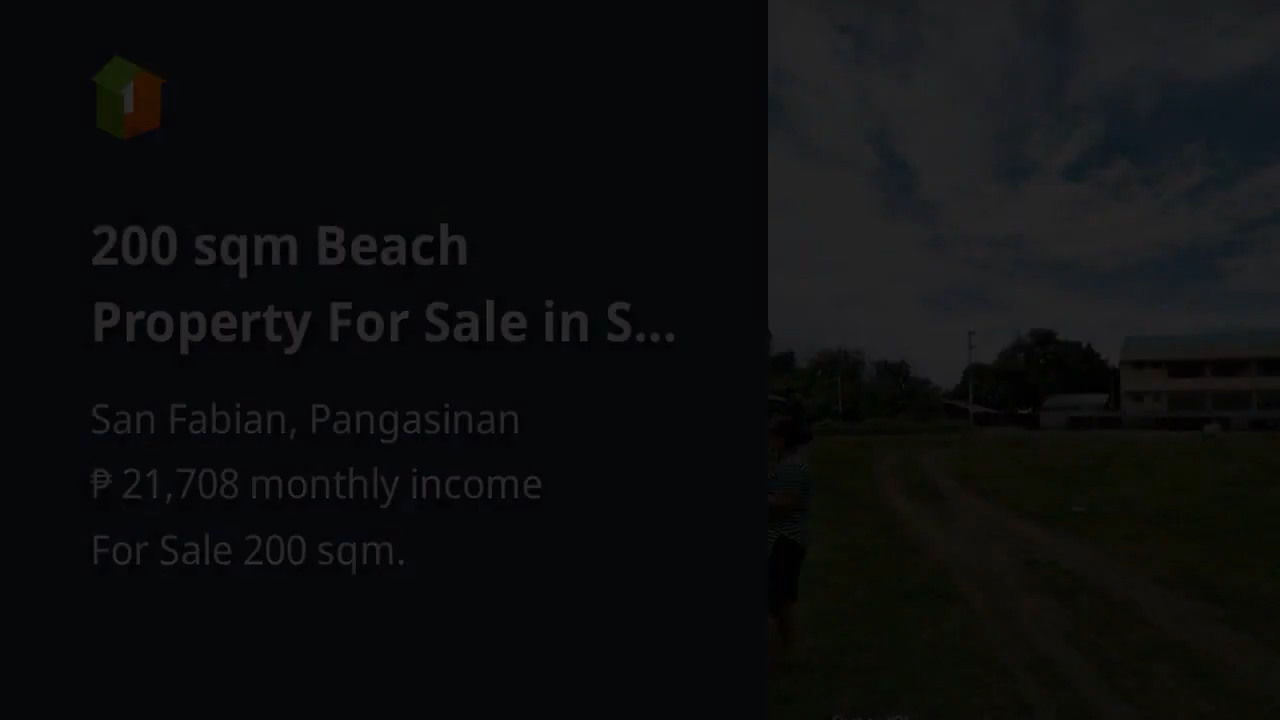 200 sqm Beach
Property For Sale in S...
San Fabian, Pangasinan
₱ 21,708 monthly income
For Sale 200 sqm.